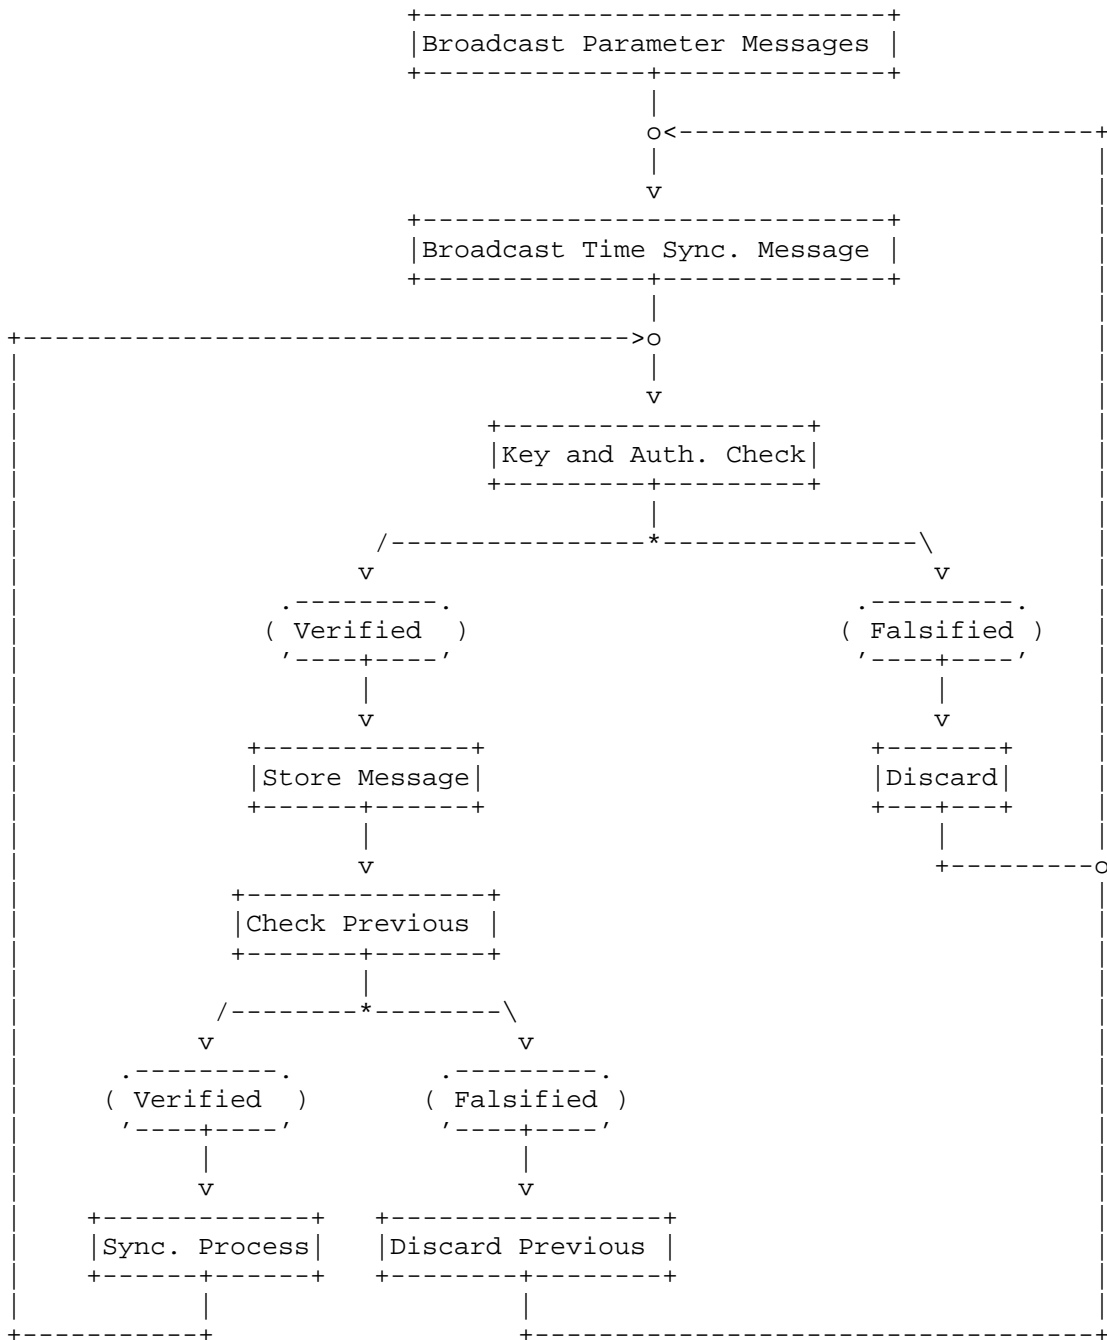 Broadcast Parameter Messages
Broadcast Time Sync. Message
Key and Auth. Check
Verified Falsified
Store Message Discard
Check Previous
Verified Falsified
Sync. Process Discard Previous